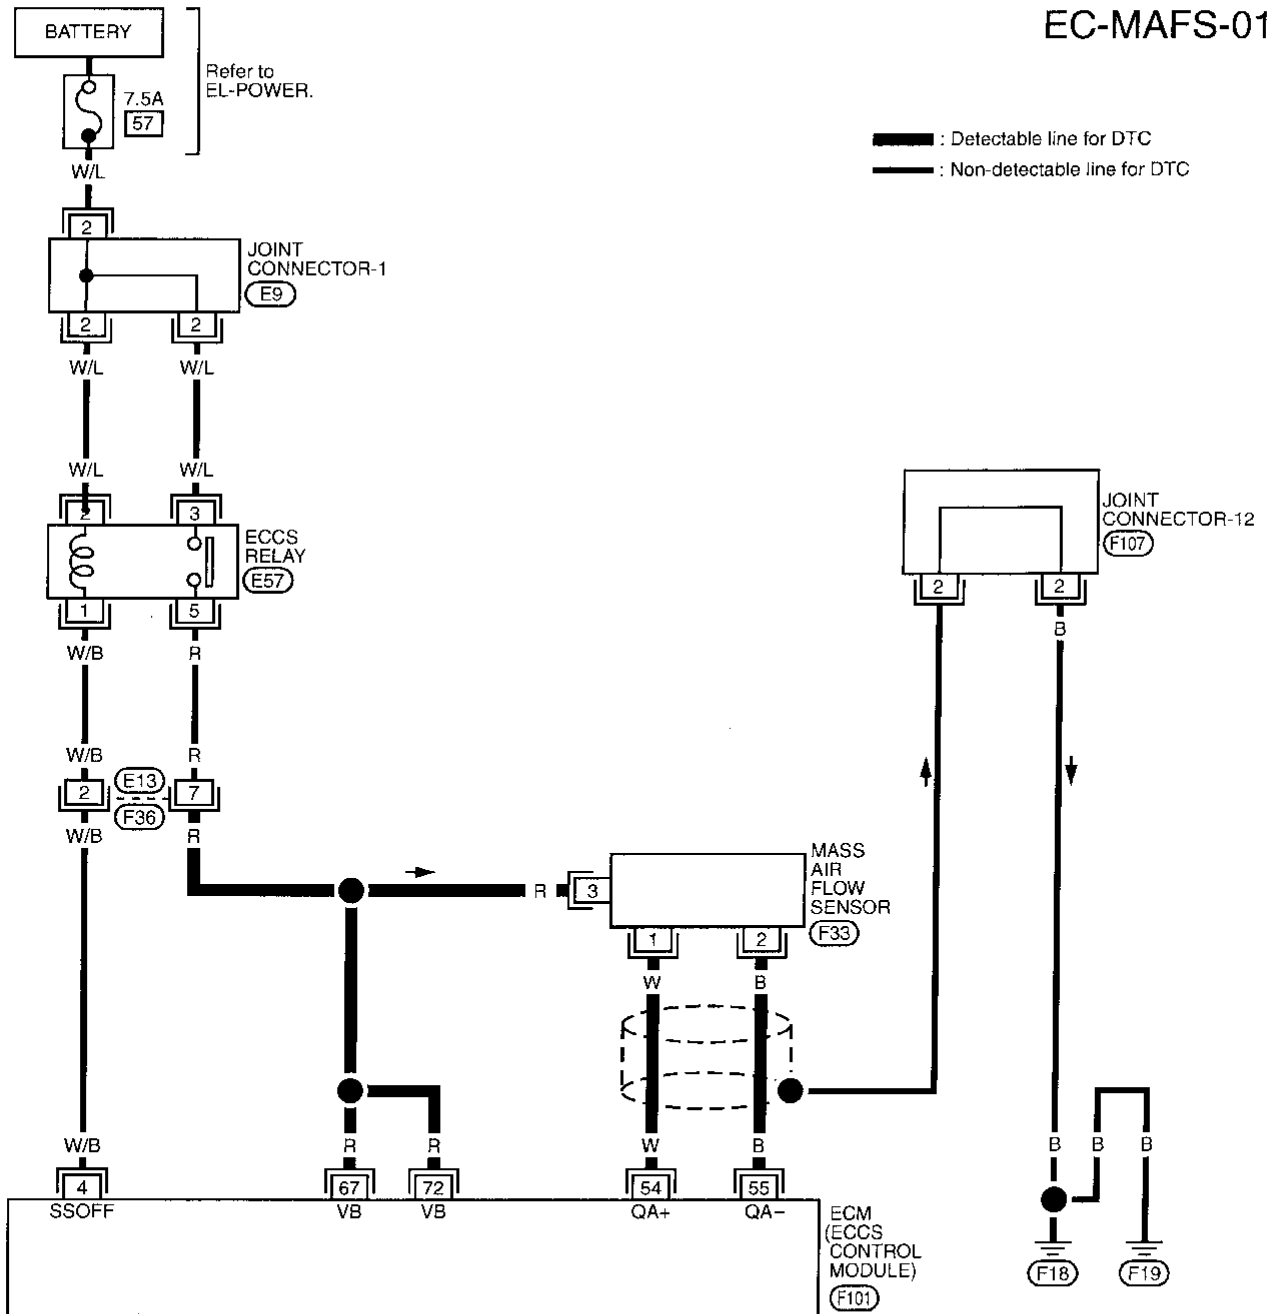 EC-MAFS-01
BATTERY
Refer to
EL-POWER.
7.5A
57
: Detectable line for DTC
: Non-detectable line for DTC
W/L
2
JOINT
CONNECTOR-1
E9
2 2
W/L W/L
W/L W/L
2 3
ECCS
RELAY
E57
1 5
W/B R
JOINT
CONNECTOR-12
F107
2 2
B
W/B R
2 E13 7
F36
W/B R
R 3
MASS
AIR
FLOW
SENSOR
F33
1 2
W B
W/B R R W B B B B
4 67 72 54 55
SSOFF VB VB QA+ QA-
ECM
(ECCS
CONTROL
MODULE)
F101
F18 F19